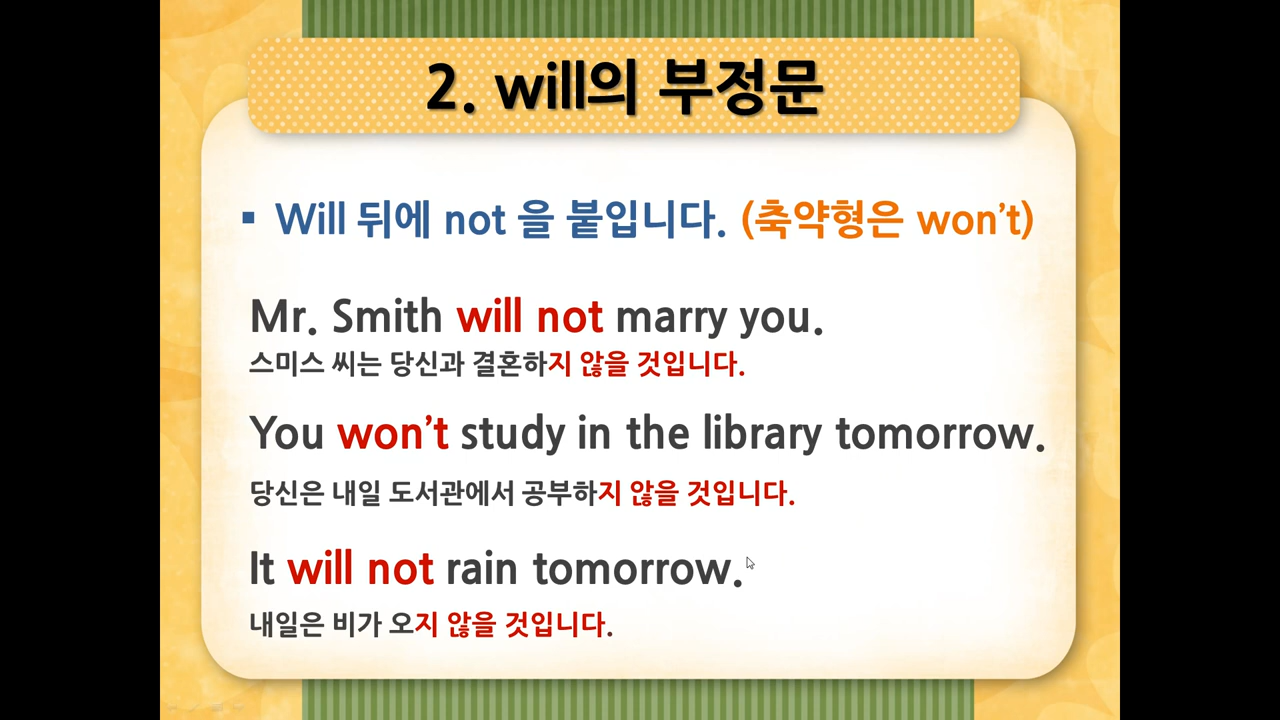 2. will의 부정문
▪ Will 뒤에 not 을 붙입니다. (축약형은 won’t)
Mr. Smith will not marry you.
스미스 씨는 당신과 결혼하지 않을 것입니다.
You won’t study in the library tomorrow.
당신은 내일 도서관에서 공부하지 않을 것입니다.
It will not rain tomorrow.
내일은 비가 오지 않을 것입니다.